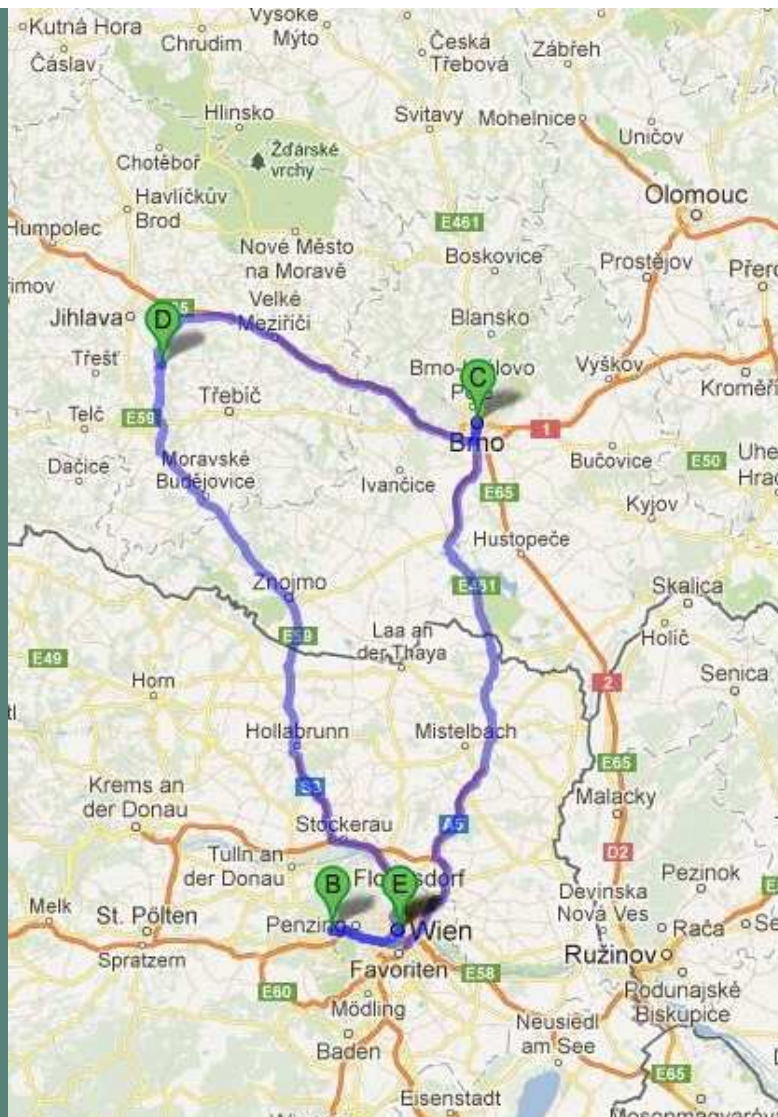 Kutná Hora
Čáslav
Chrudim
Vysoké
Mýto
Česká
Třebová
Zábřeh
Hlinsko
Svitavy
Mohelnice
Uničov
Chotěboř
Žďárské
vrchy
Olomouc
Havlíčkův
Brod
E461
Humpolec
Nové Město
na Moravě
Boskovice
Prostějov
Jihlava
D
Velké
Meziříčí
Blansko
Třešť
C
Vyškov
Třebíč
Telč
E59
Brno
1
Bučovice
E50
Dačice
Moravské
Budějovice
Ivančice
E65
Kyjov
Hustopeče
Znojmo
E461
Skalica
E59
Laa an
der Thaya
Holíč
E49
2
Senica
Horn
Hollabrunn
Mistelbach
E65
Krems an
der Donau
S3
Malacky
Stockerau
A5
D2
Tulln an
der Donau
B
E
Pezinok
Devinska
Nová Ves
Melk
St. Pölten
Wien
Rača
Spratzern
Favoriten
E58
Ružinov
E60
Mödling
Podunajské
Biskupice
Baden
Neusiedl
am See
Eisenstadt
E65